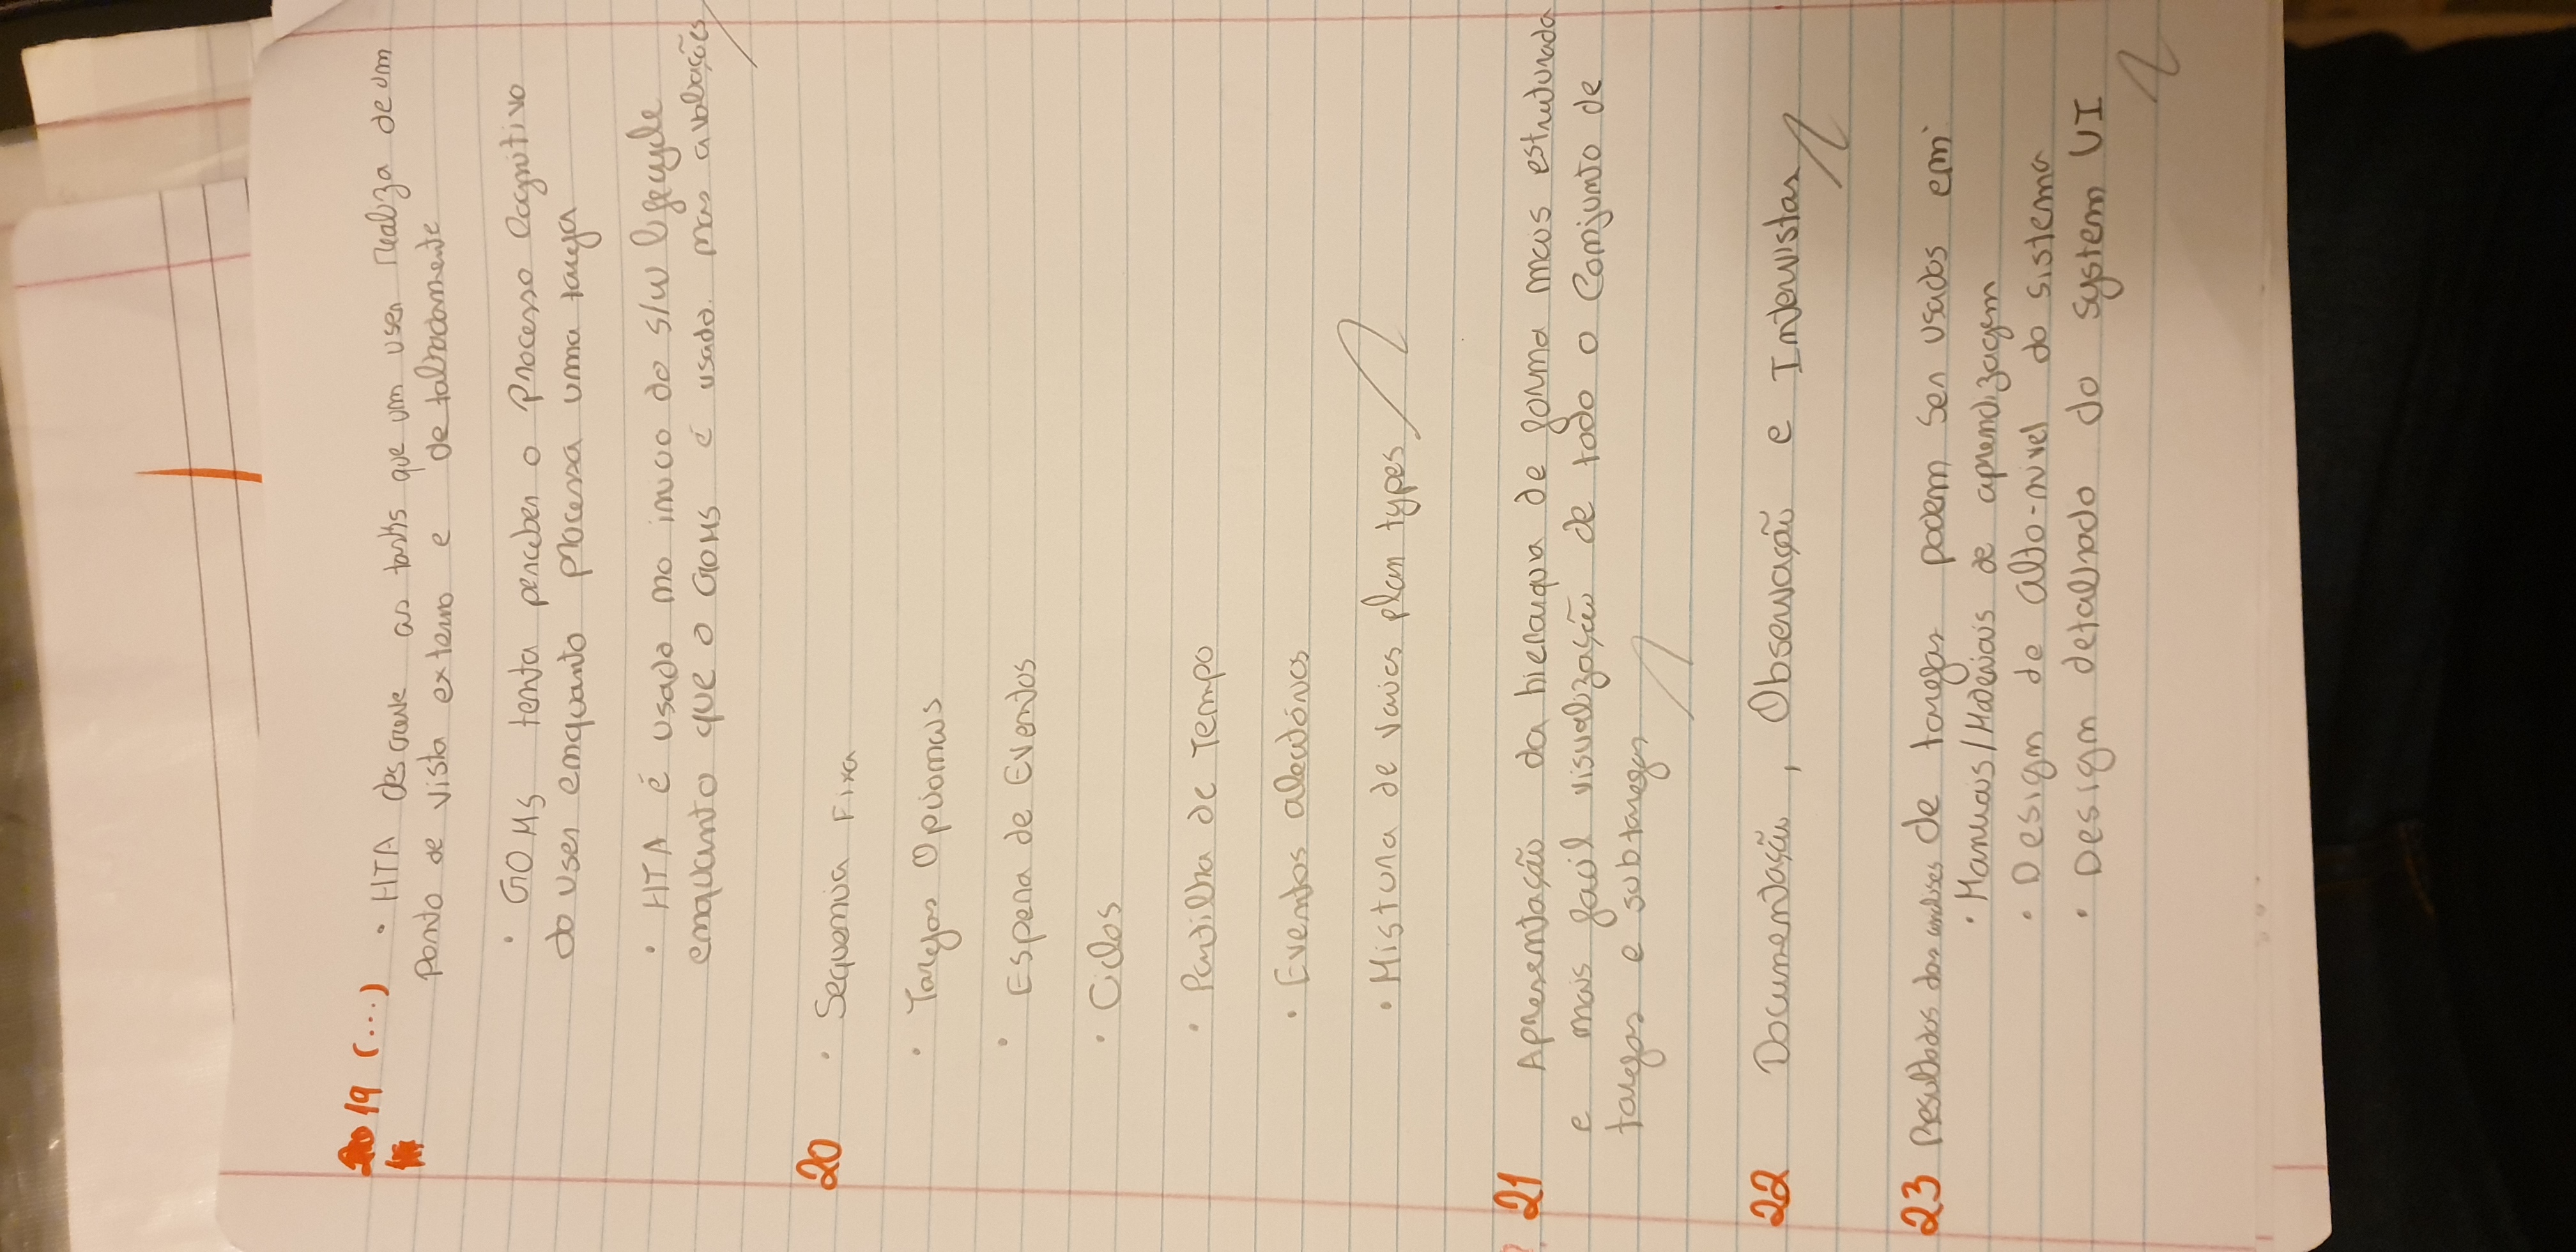 19 (...) • HTA descreve as tasks que um user realiza de um
ponto de vista externo e detalhadamente
• GOMS tenta perceber o Processo Cognitivo
do user enquanto processa uma tarefa
• HTA é usado no inicio do s/w lifecycle
enquanto que o GOMS é usado nas avaliações
20 • Sequencia Fixa
• Tarefas Opcionais
• Espera de Eventos
• Ciclos
• Partilha de Tempo
• Eventos aleatórios
• Mistura de varios plan types
21 Apresentação da hierarquia de forma mais estruturada
e mais facil visualização de todo o Conjunto de
tarefas e subtarefas
22 Documentação, Observação e Intervistas
23 Resultados das analises de tarefas podem ser usados em:
• Manuais/Materiais de aprendizagem
• Design de alto-nivel do sistema
• Design detalhado do system UI